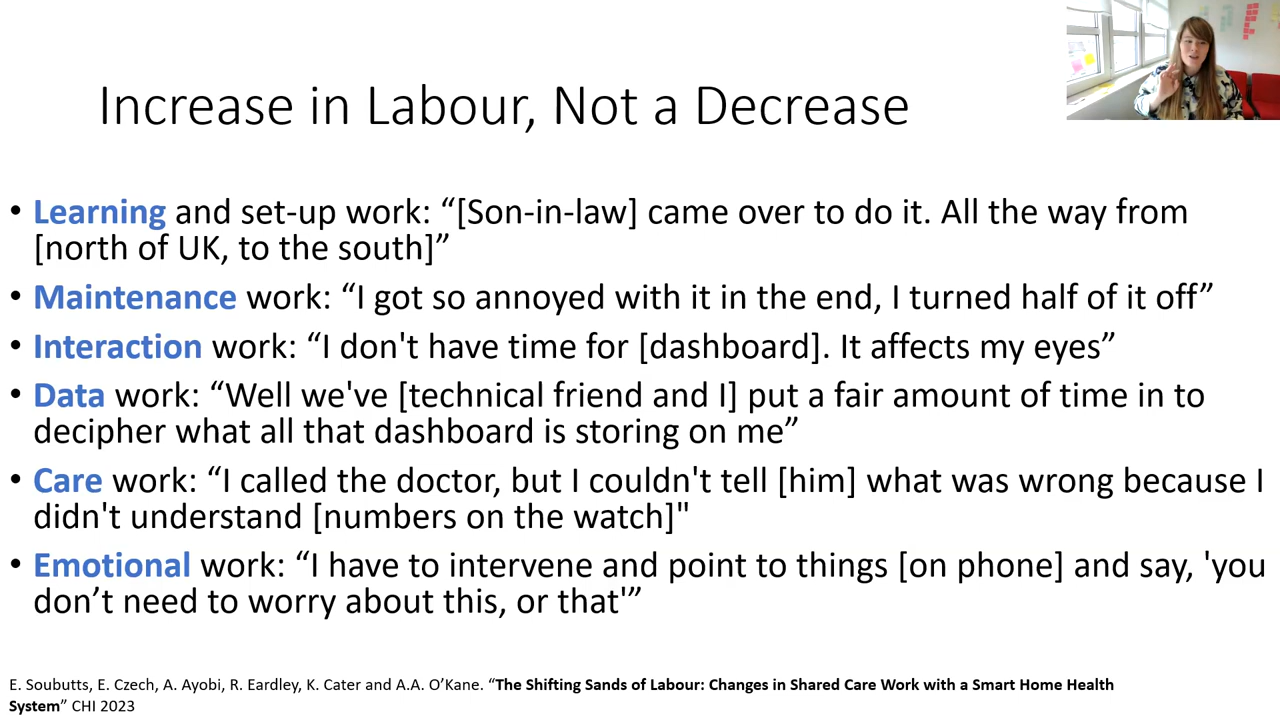 Increase in Labour, Not a Decrease
• Learning and set-up work: “[Son-in-law] came over to do it. All the way from
[north of UK, to the south]”
• Maintenance work: “I got so annoyed with it in the end, I turned half of it off”
• Interaction work: “I don't have time for [dashboard]. It affects my eyes”
• Data work: “Well we've [technical friend and I] put a fair amount of time in to
decipher what all that dashboard is storing on me”
• Care work: “I called the doctor, but I couldn't tell [him] what was wrong because I
didn't understand [numbers on the watch]"
• Emotional work: “I have to intervene and point to things [on phone] and say, 'you
don’t need to worry about this, or that'”
E. Soubutts, E. Czech, A. Ayobi, R. Eardley, K. Cater and A.A. O’Kane. “The Shifting Sands of Labour: Changes in Shared Care Work with a Smart Home Health
System” CHI 2023